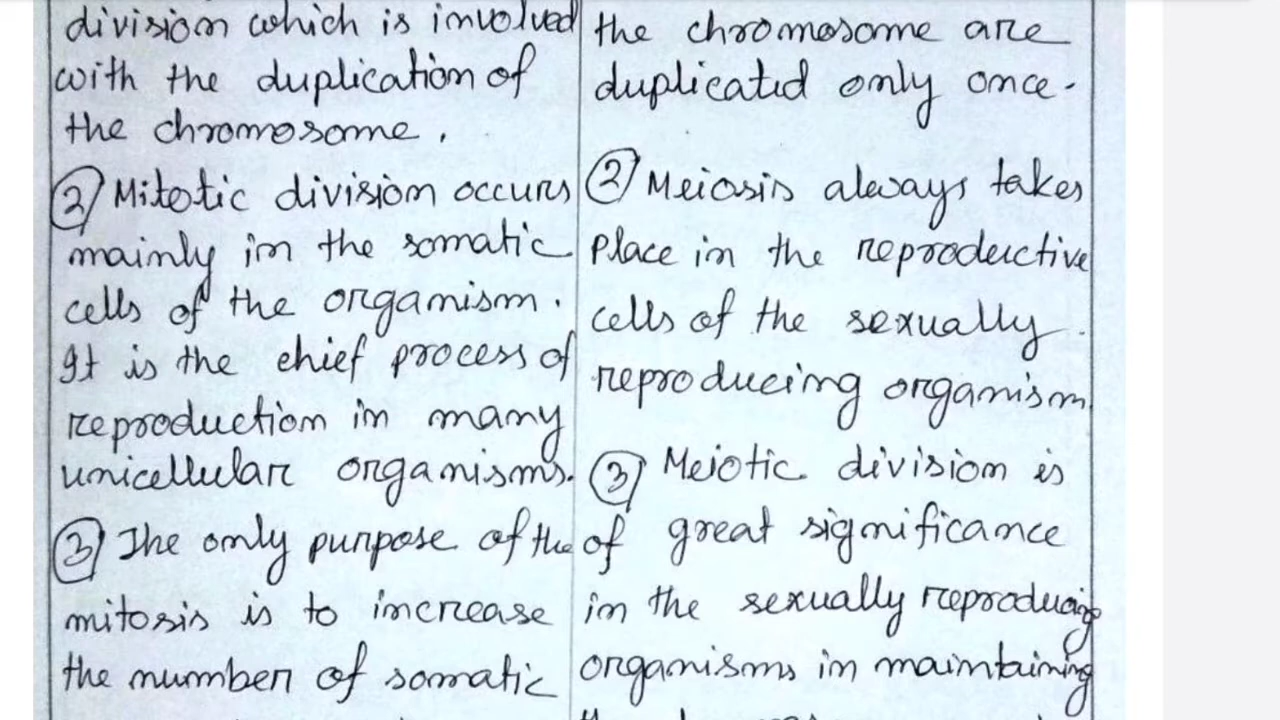 division which is involved
with the duplication of
the chromosome.
(2) Mitotic division occurs
mainly in the somatic
cells of the organism.
It is the chief process of
reproduction in many
unicellular organisms.
(3) The only purpose of the
mitosis is to increase
the number of somatic
the chromosome are
duplicated only once.
(2) Meiosis always takes
place in the reproductive
cells of the sexually
reproducing organism
(3) Meiotic division is
of great significance
in the sexually reproducing
organisms in maintaining